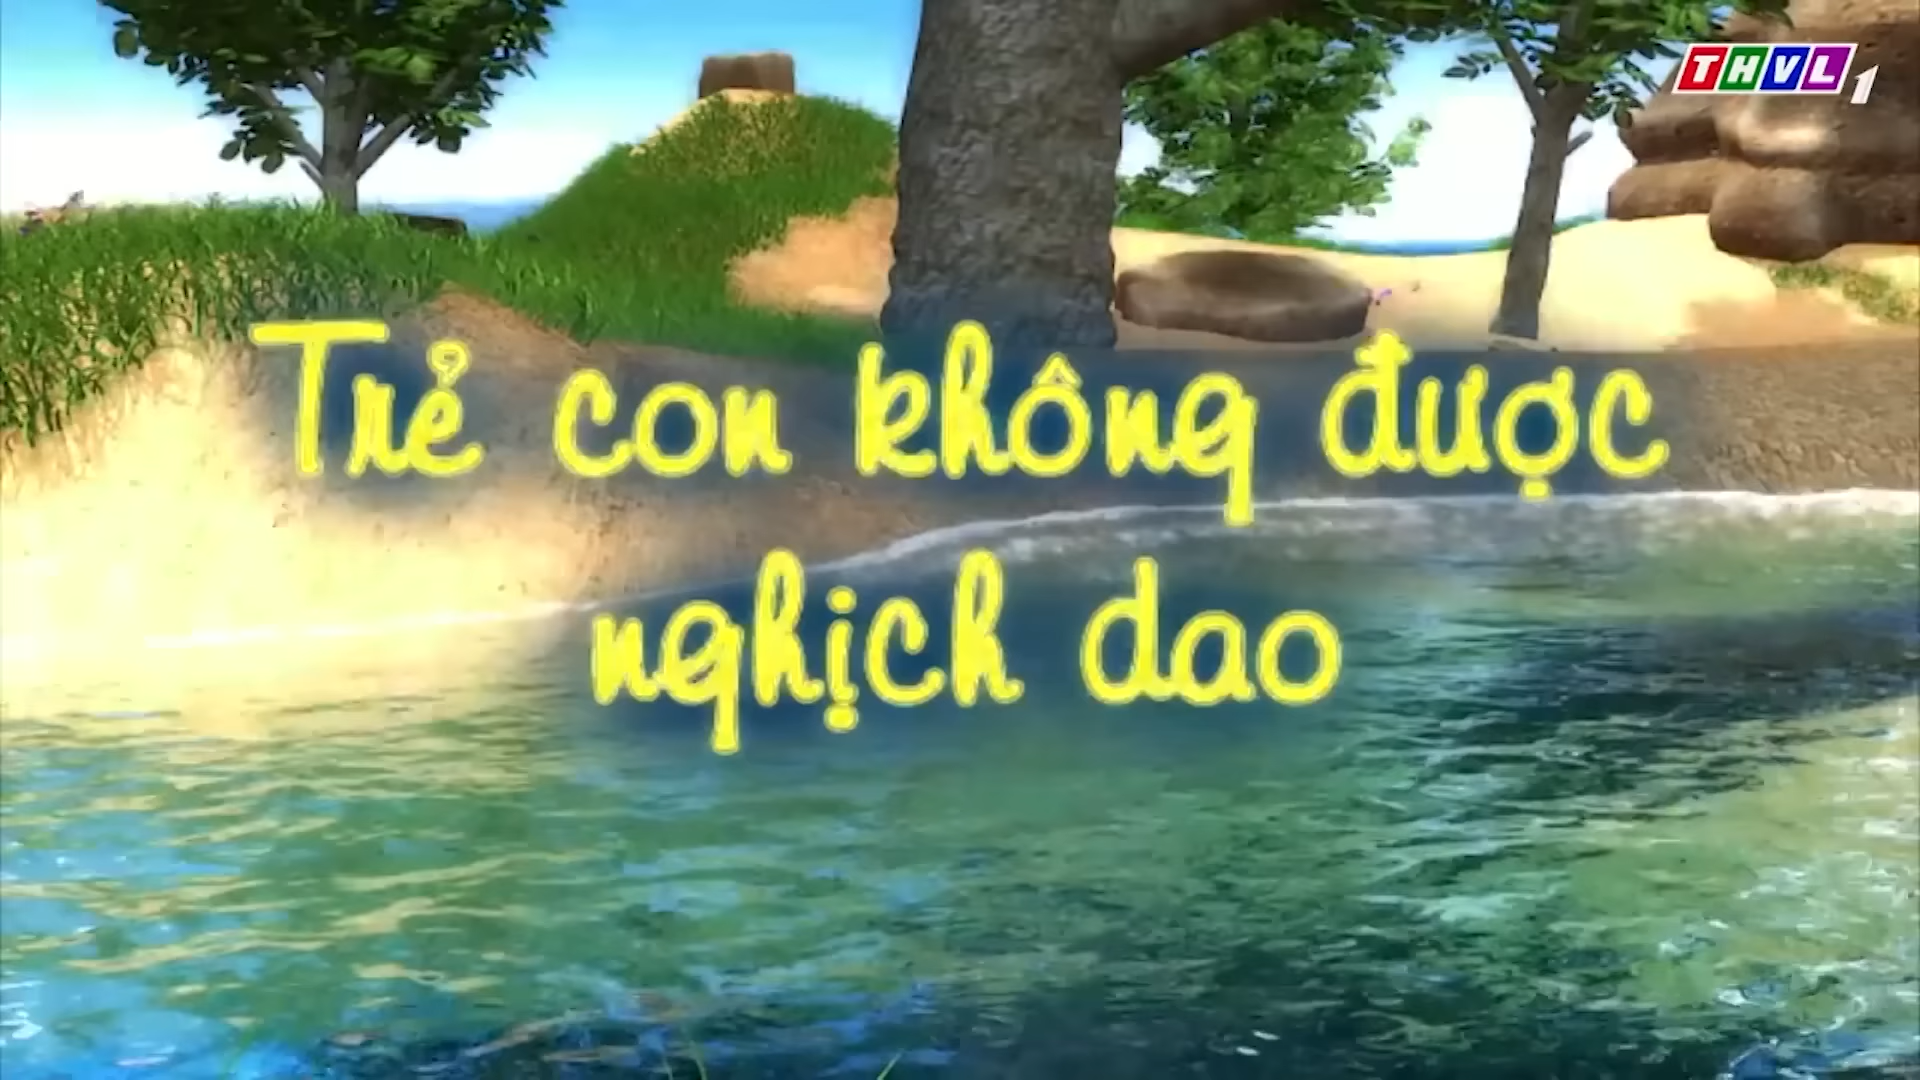 THVL1
Trẻ con không được
nghịch dao